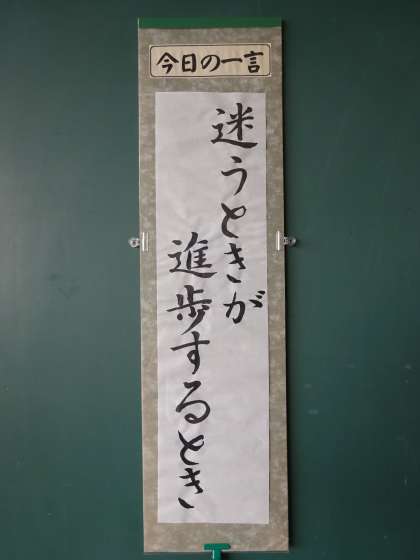 今日の一言
迷うときが
進歩するとき